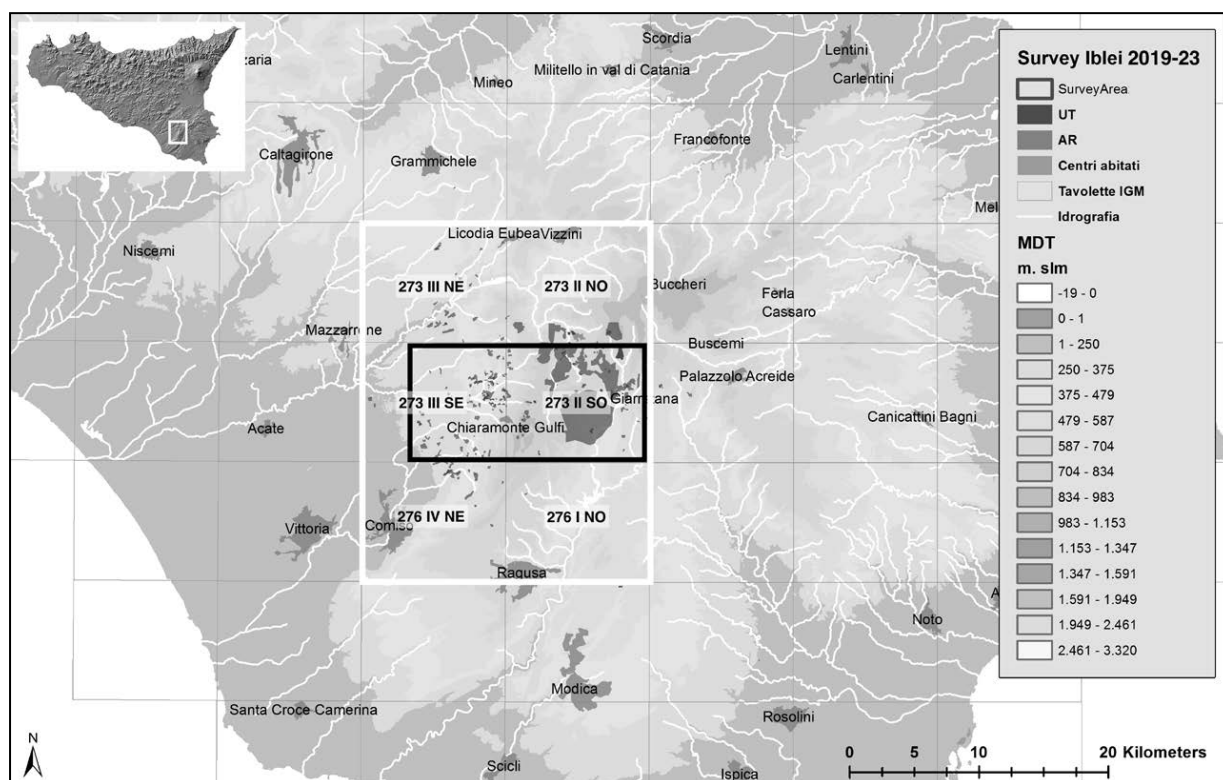 Scordia
Lentini
zaria
Mineo
Militello in val di Catania
Carlentini
Caltagirone
Grammichele
Francofonte
Niscemi
Licodia Eubea
Vizzini
273 III NE
273 II NO
Buccheri
Ferla
Cassaro
Mazzarrone
Buscemi
Palazzolo Acreide
273 III SE
273 II SO
Giarratana
Acate
Chiaramonte Gulfi
Canicattini Bagni
Vittoria
Comiso
276 IV NE
276 I NO
Ragusa
Noto
Modica
Santa Croce Camerina
Rosolini
Scicli
Ispica
Mel
A
N
Survey Iblei 2019-23
SurveyArea
UT
AR
Centri abitati
Tavolette IGM
Idrografia
MDT
m. slm
-19 - 0
0 - 1
1 - 250
250 - 375
375 - 479
479 - 587
587 - 704
704 - 834
834 - 983
983 - 1.153
1.153 - 1.347
1.347 - 1.591
1.591 - 1.949
1.949 - 2.461
2.461 - 3.320
0 5 10 20 Kilometers